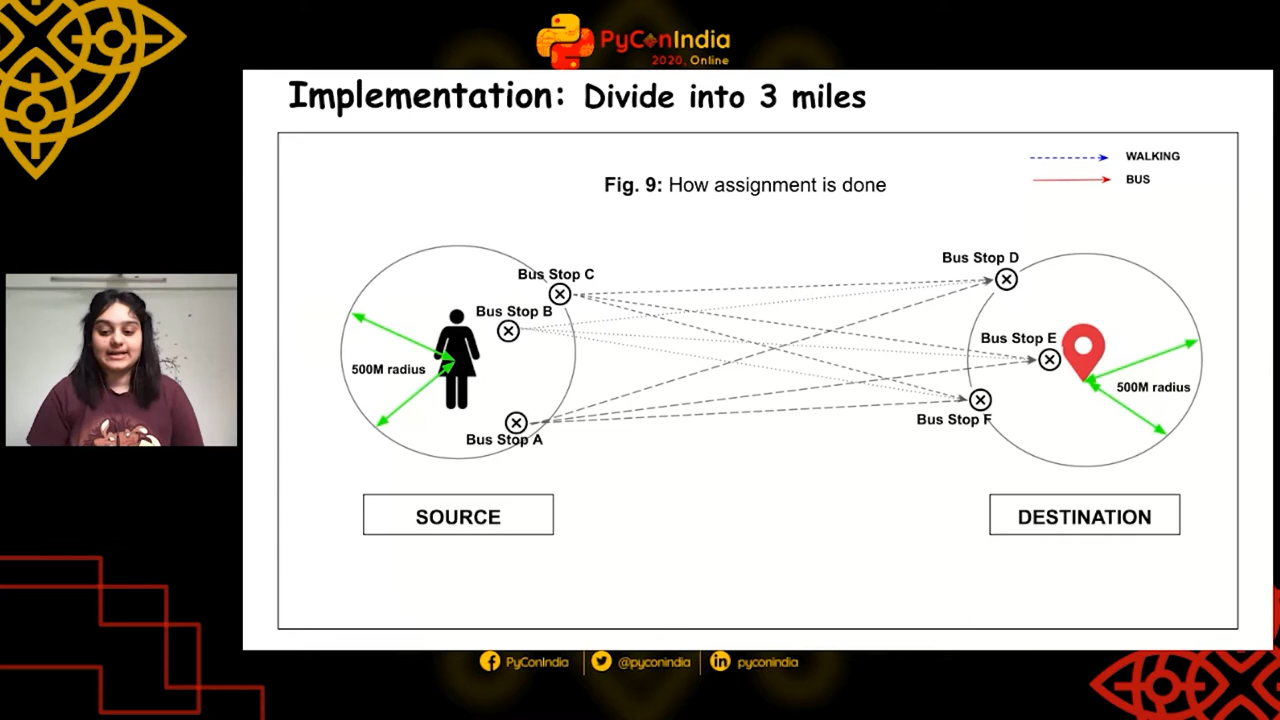 PyConIndia
2020, Online
Implementation: Divide into 3 miles
WALKING
BUS
Fig. 9: How assignment is done
Bus Stop D
Bus Stop C
Bus Stop B
Bus Stop E
500M radius
500M radius
Bus Stop F
Bus Stop A
SOURCE
DESTINATION
PyConIndia
@pyconindia
pyconindia